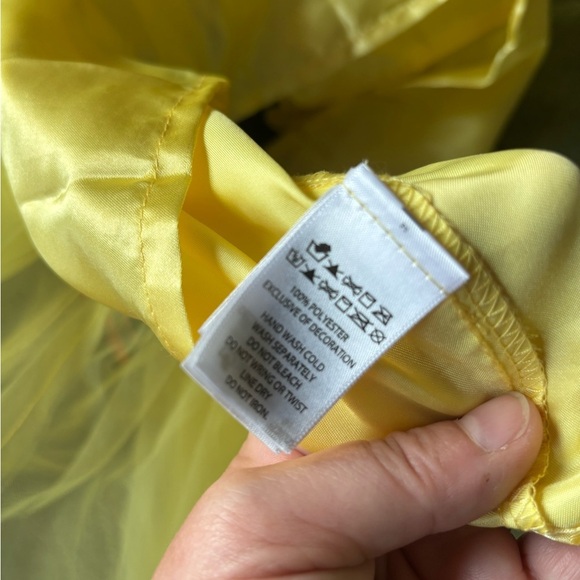 100% POLYESTER
EXCLUSIVE OF DECORATION
HAND WASH COLD
WASH SEPARATELY
DO NOT BLEACH
DO NOT WRING OR TWIST
LINE DRY
DO NOT IRON.